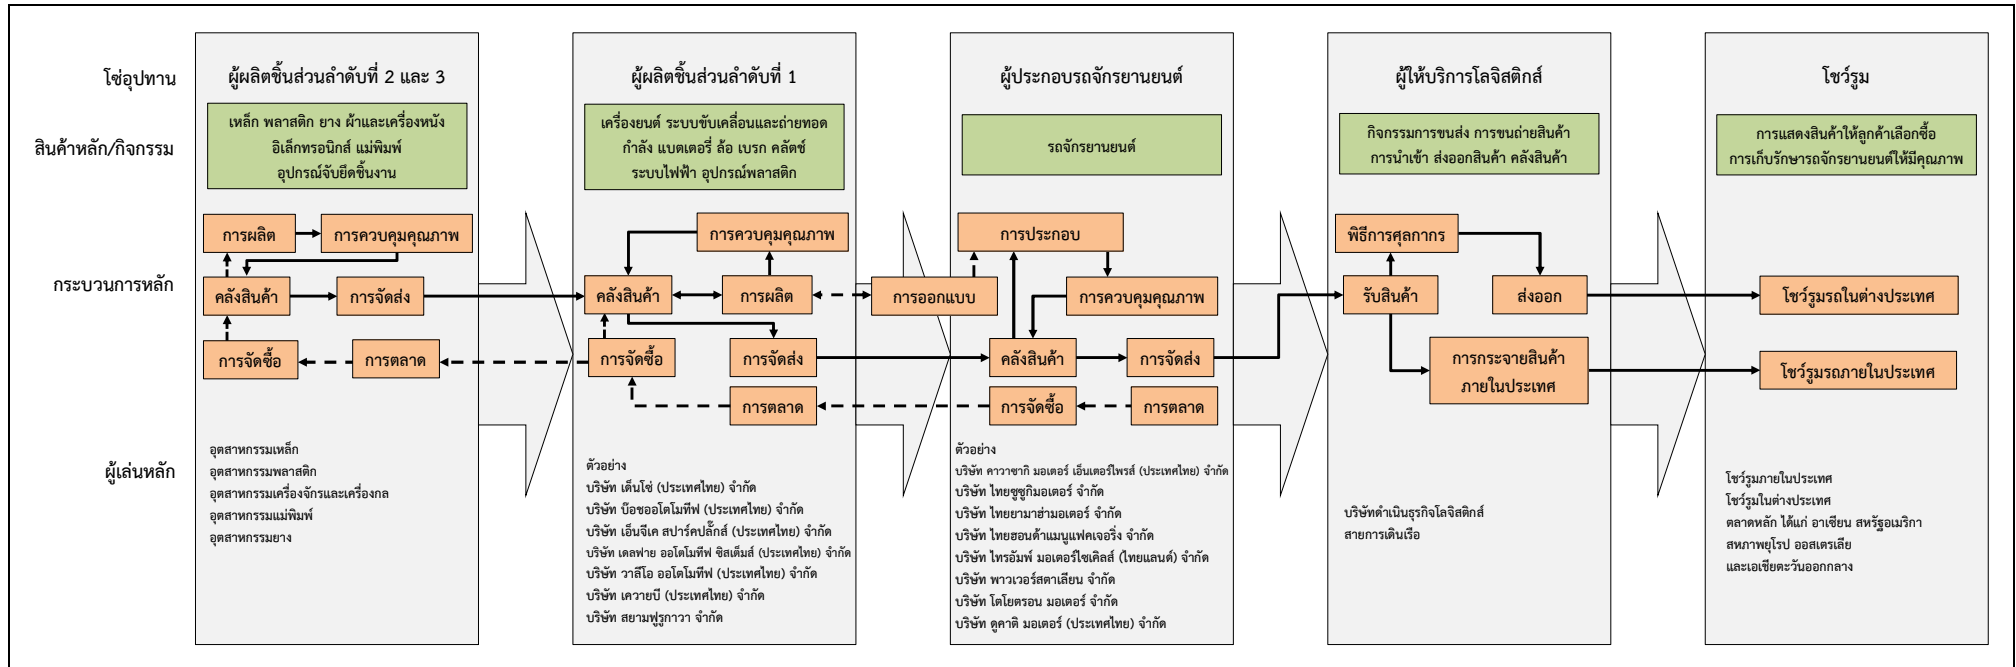 โซ่อุปทาน
ผู้ผลิตชิ้นส่วนลำดับที่ 2 และ 3
ผู้ผลิตชิ้นส่วนลำดับที่ 1
ผู้ประกอบรถจักรยานยนต์
ผู้ให้บริการโลจิสติกส์
โชว์รูม
สินค้าหลัก/กิจกรรม
เหล็ก พลาสติก ยาง ผ้าและเครื่องหนัง
อิเล็กทรอนิกส์ แม่พิมพ์
อุปกรณ์จับยึดชิ้นงาน
เครื่องยนต์ ระบบขับเคลื่อนและถ่ายทอด
กำลัง แบตเตอรี่ ล้อ เบรก คลัตช์
ระบบไฟฟ้า อุปกรณ์พลาสติก
รถจักรยานยนต์
กิจกรรมการขนส่ง การขนถ่ายสินค้า
การนำเข้า ส่งออกสินค้า คลังสินค้า
การแสดงสินค้าให้ลูกค้าเลือกซื้อ
การเก็บรักษารถจักรยานยนต์ให้มีคุณภาพ
กระบวนการหลัก
การผลิต
การควบคุมคุณภาพ
คลังสินค้า
การจัดส่ง
การจัดซื้อ
การตลาด
การควบคุมคุณภาพ
คลังสินค้า
การผลิต
การจัดซื้อ
การจัดส่ง
การตลาด
การออกแบบ
การประกอบ
การควบคุมคุณภาพ
คลังสินค้า
การจัดส่ง
การจัดซื้อ
การตลาด
พิธีการศุลกากร
รับสินค้า
ส่งออก
การกระจายสินค้า
ภายในประเทศ
โชว์รูมรถในต่างประเทศ
โชว์รูมรถภายในประเทศ
ผู้เล่นหลัก
อุตสาหกรรมเหล็ก
อุตสาหกรรมพลาสติก
อุตสาหกรรมเครื่องจักรและเครื่องกล
อุตสาหกรรมแม่พิมพ์
อุตสาหกรรมยาง
ตัวอย่าง
บริษัท เด็นโซ่ (ประเทศไทย) จำกัด
บริษัท บ๊อชออโตโมทีฟ (ประเทศไทย) จำกัด
บริษัท เอ็นจีเค สปาร์คปลั๊กส์ (ประเทศไทย) จำกัด
บริษัท เดลฟาย ออโตโมทีฟ ซิสเต็มส์ (ประเทศไทย) จำกัด
บริษัท วาลีโอ ออโตโมทีฟ (ประเทศไทย) จำกัด
บริษัท เควายบี (ประเทศไทย) จำกัด
บริษัท สยามฟูรูกาวา จำกัด
ตัวอย่าง
บริษัท คาวาซากิ มอเตอร์ เอ็นเตอร์ไพรส์ (ประเทศไทย) จำกัด
บริษัท ไทยซูซูกิมอเตอร์ จำกัด
บริษัท ไทยยามาฮ่ามอเตอร์ จำกัด
บริษัท ไทยฮอนด้าแมนูแฟคเจอริ่ง จำกัด
บริษัท ไทรอัมพ์ มอเตอร์ไซเคิลส์ (ไทยแลนด์) จำกัด
บริษัท พาวเวอร์สตาเลียน จำกัด
บริษัท โตโยตรอน มอเตอร์ จำกัด
บริษัท ดูคาติ มอเตอร์ (ประเทศไทย) จำกัด
บริษัทดำเนินธุรกิจโลจิสติกส์
สายการเดินเรือ
โชว์รูมภายในประเทศ
โชว์รูมในต่างประเทศ
ตลาดหลัก ได้แก่ อาเซียน สหรัฐอเมริกา
สหภาพยุโรป ออสเตรเลีย
และเอเชียตะวันออกกลาง